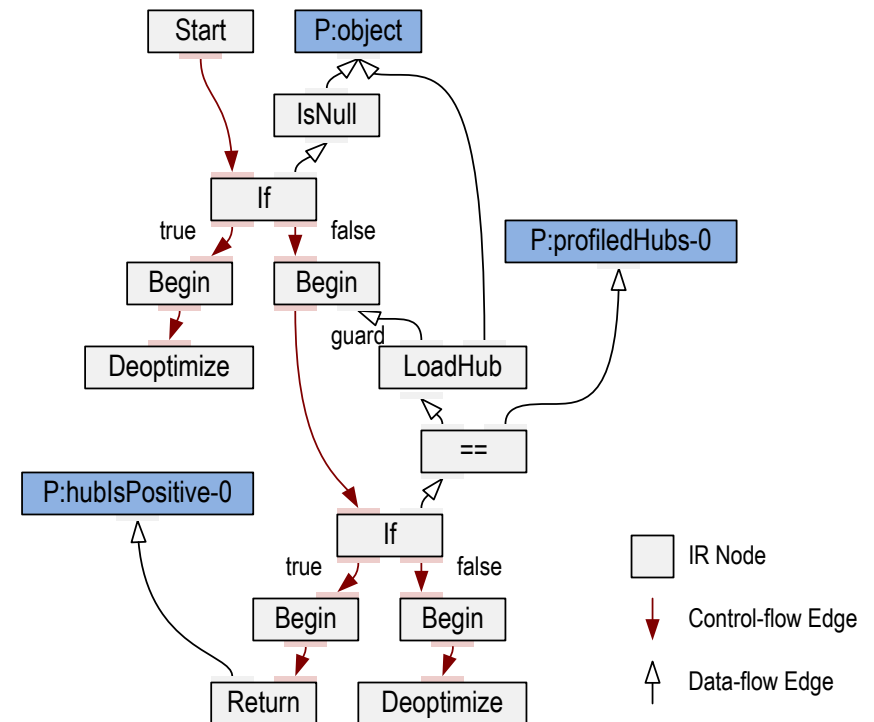 Start
P:object
IsNull
If
true
false
P:profiledHubs-0
Begin
Begin
guard
Deoptimize
LoadHub
==
P:hubIsPositive-0
If
true
false
IR Node
Begin
Begin
Control-flow Edge
Return
Deoptimize
Data-flow Edge